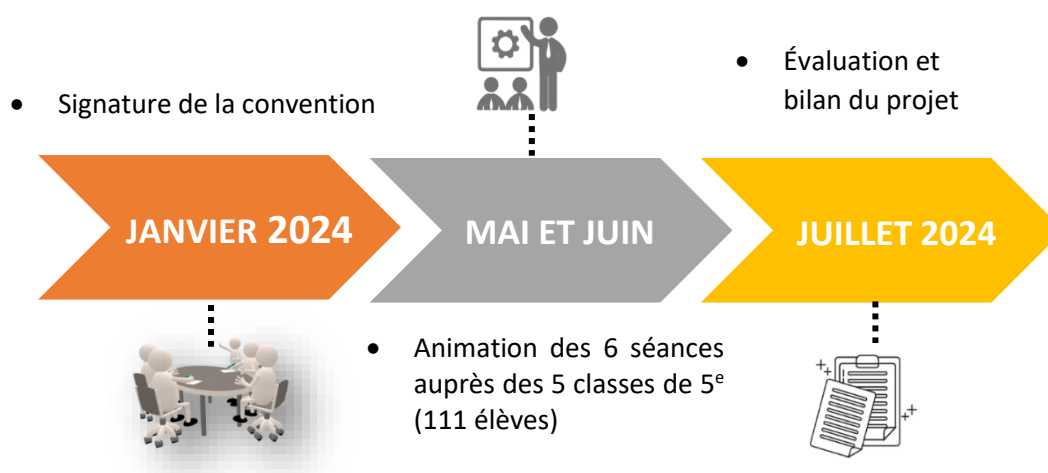 • Signature de la convention
• Évaluation et
bilan du projet
JANVIER 2024
MAI ET JUIN
JUILLET 2024
• Animation des 6 séances
auprès des 5 classes de 5ᵉ
(111 élèves)